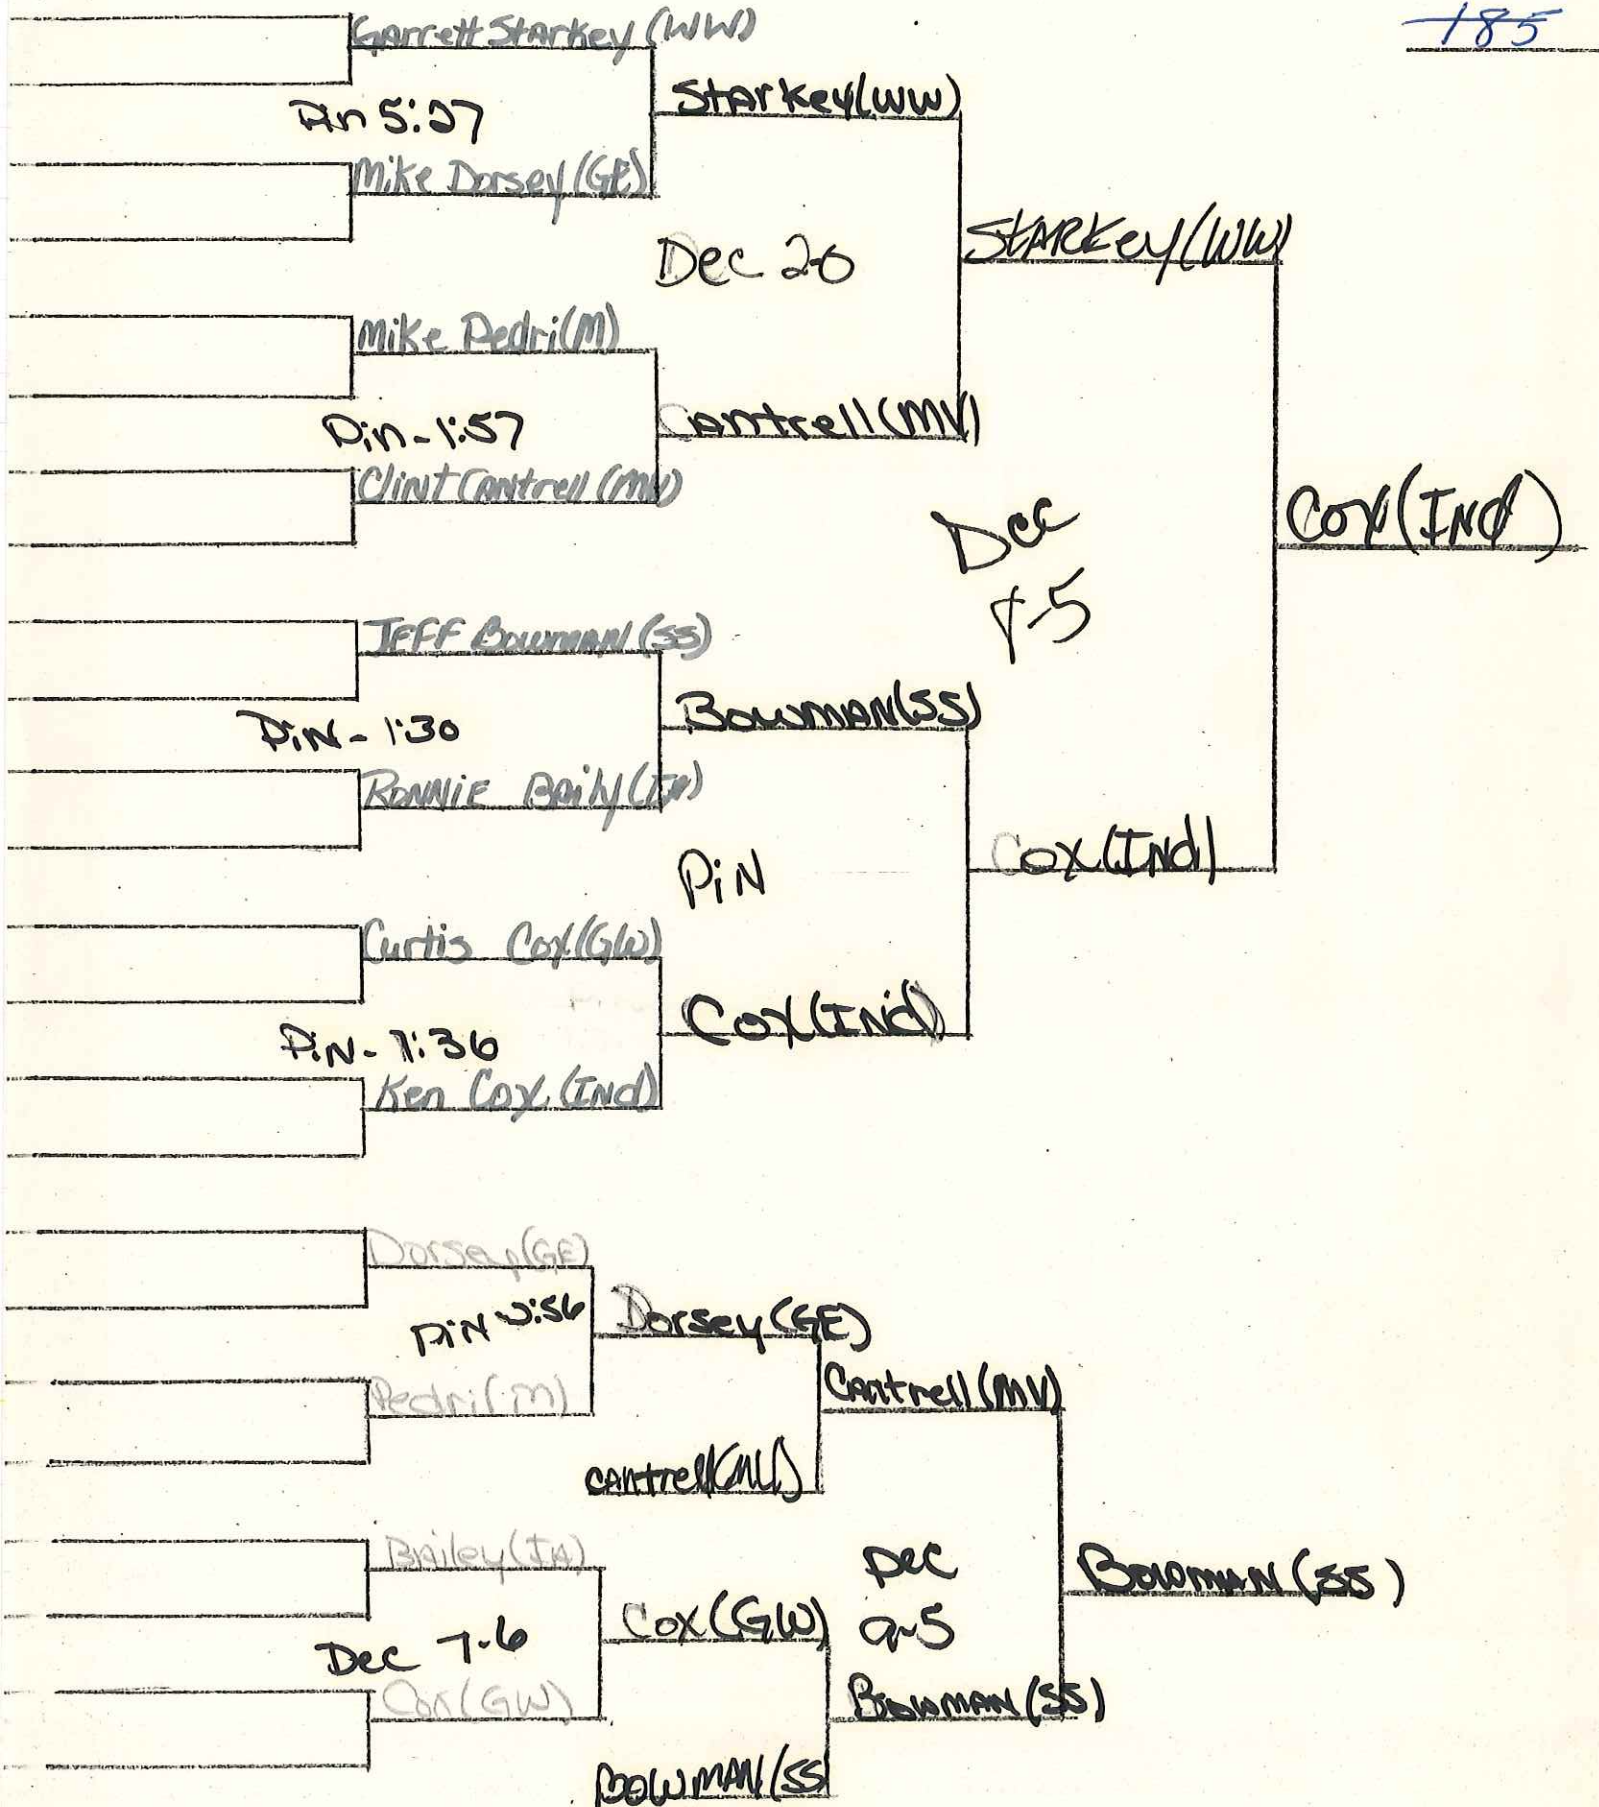 185
Garrett Starkey (WW)
Starkey (WW)
Pin 5:27
Mike Dorsey (GE)
Dec 2-0
STARKey (WW)
Mike Pedri (M)
Pin - 1:57
Cantrell (MV)
Clint Cantrell (MV)
Dec
Cox (Ind)
JEFF BOWMAN (SS)
Bowman (SS)
PiN - 1:30
RONNIE Baily (IA)
PiN
Cox (Ind)
Curtis Cox (GW)
Cox (Ind)
PiN - 1:36
Ken Cox (Ind)
Dorsey (GE)
PiN
Dorsey (GE)
Pedri (M)
Cantrell (MV)
Cantrell (MV)
Bailey (IA)
Dec
9-5
Bowman (SS)
Cox (GW)
Dec 7-6
Cox (GW)
Bowman (SS)
BOWMAN (SS